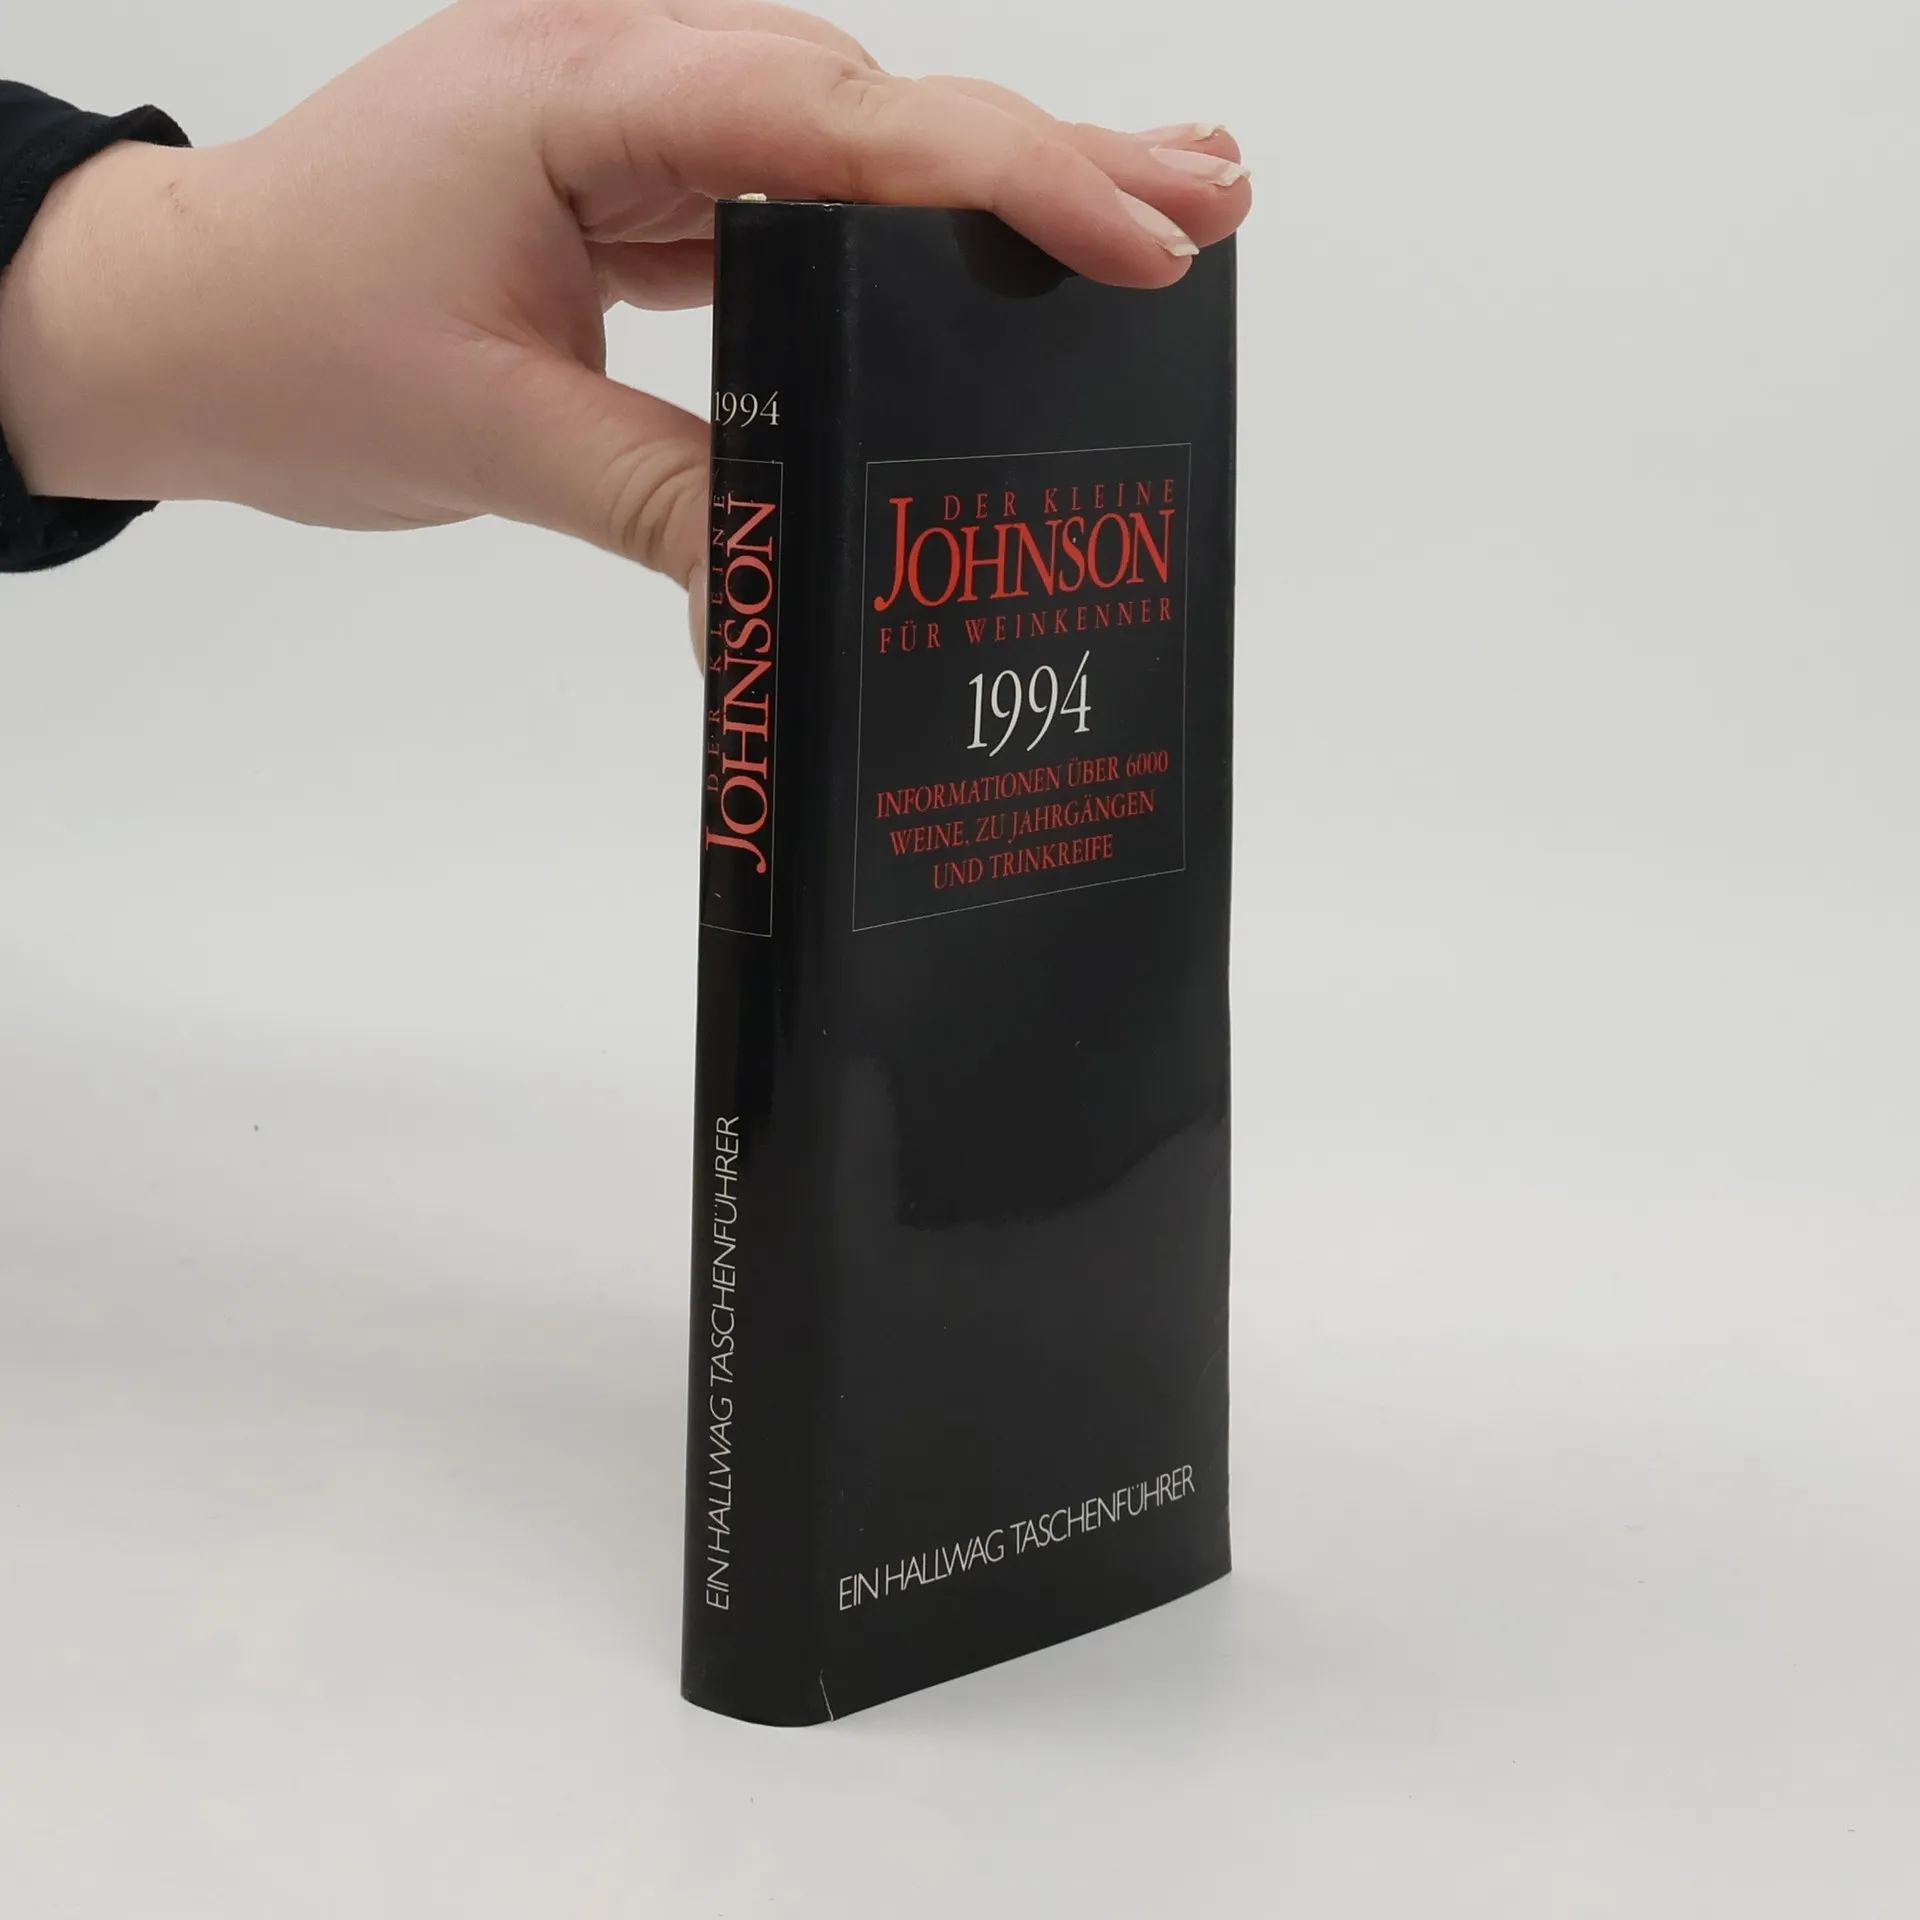 1994
DER KLEINE
JOHNSON
EIN HALLWAG TASCHENFÜHRER
DER KLEINE
JOHNSON
FÜR WEINKENNER
1994
INFORMATIONEN ÜBER 6000
WEINE, ZU JAHRGÄNGEN
UND TRINKREIFE
EIN HALLWAG TASCHENFÜHRER